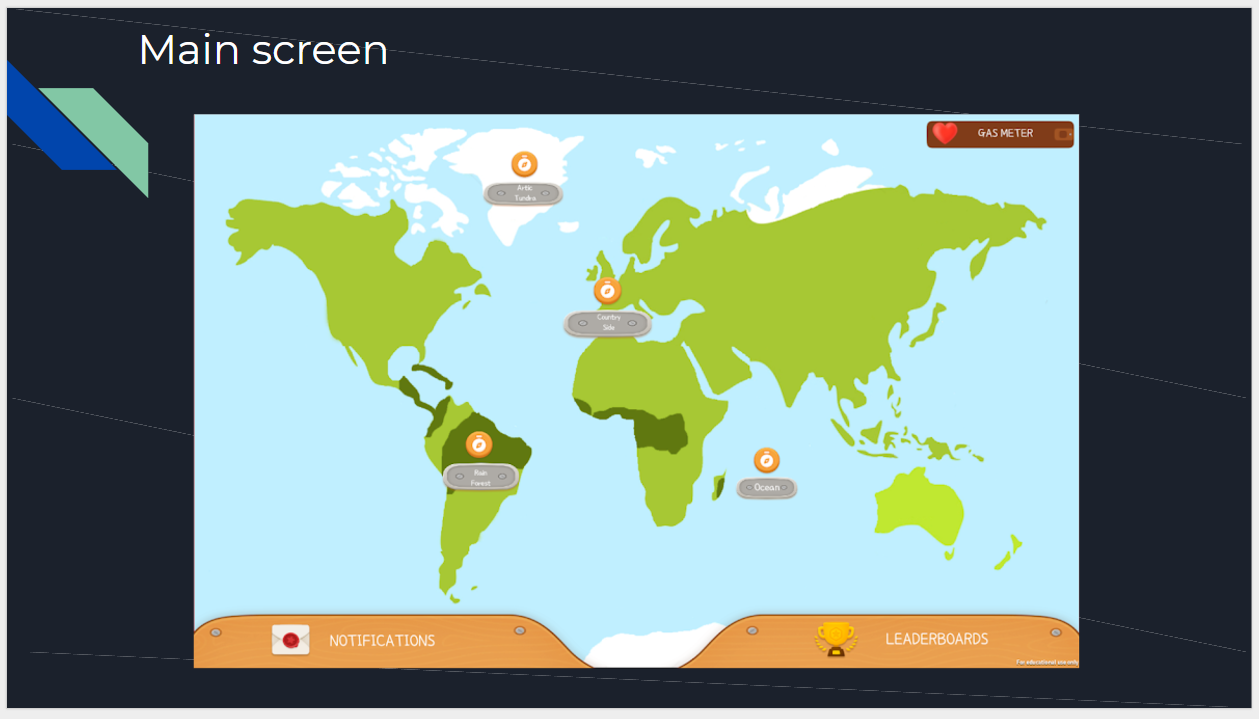 Main screen
GAS METER
Artic
Tundra
Country
Side
Rain
Forest
Ocean
NOTIFICATIONS
LEADERBOARDS
For educational use only